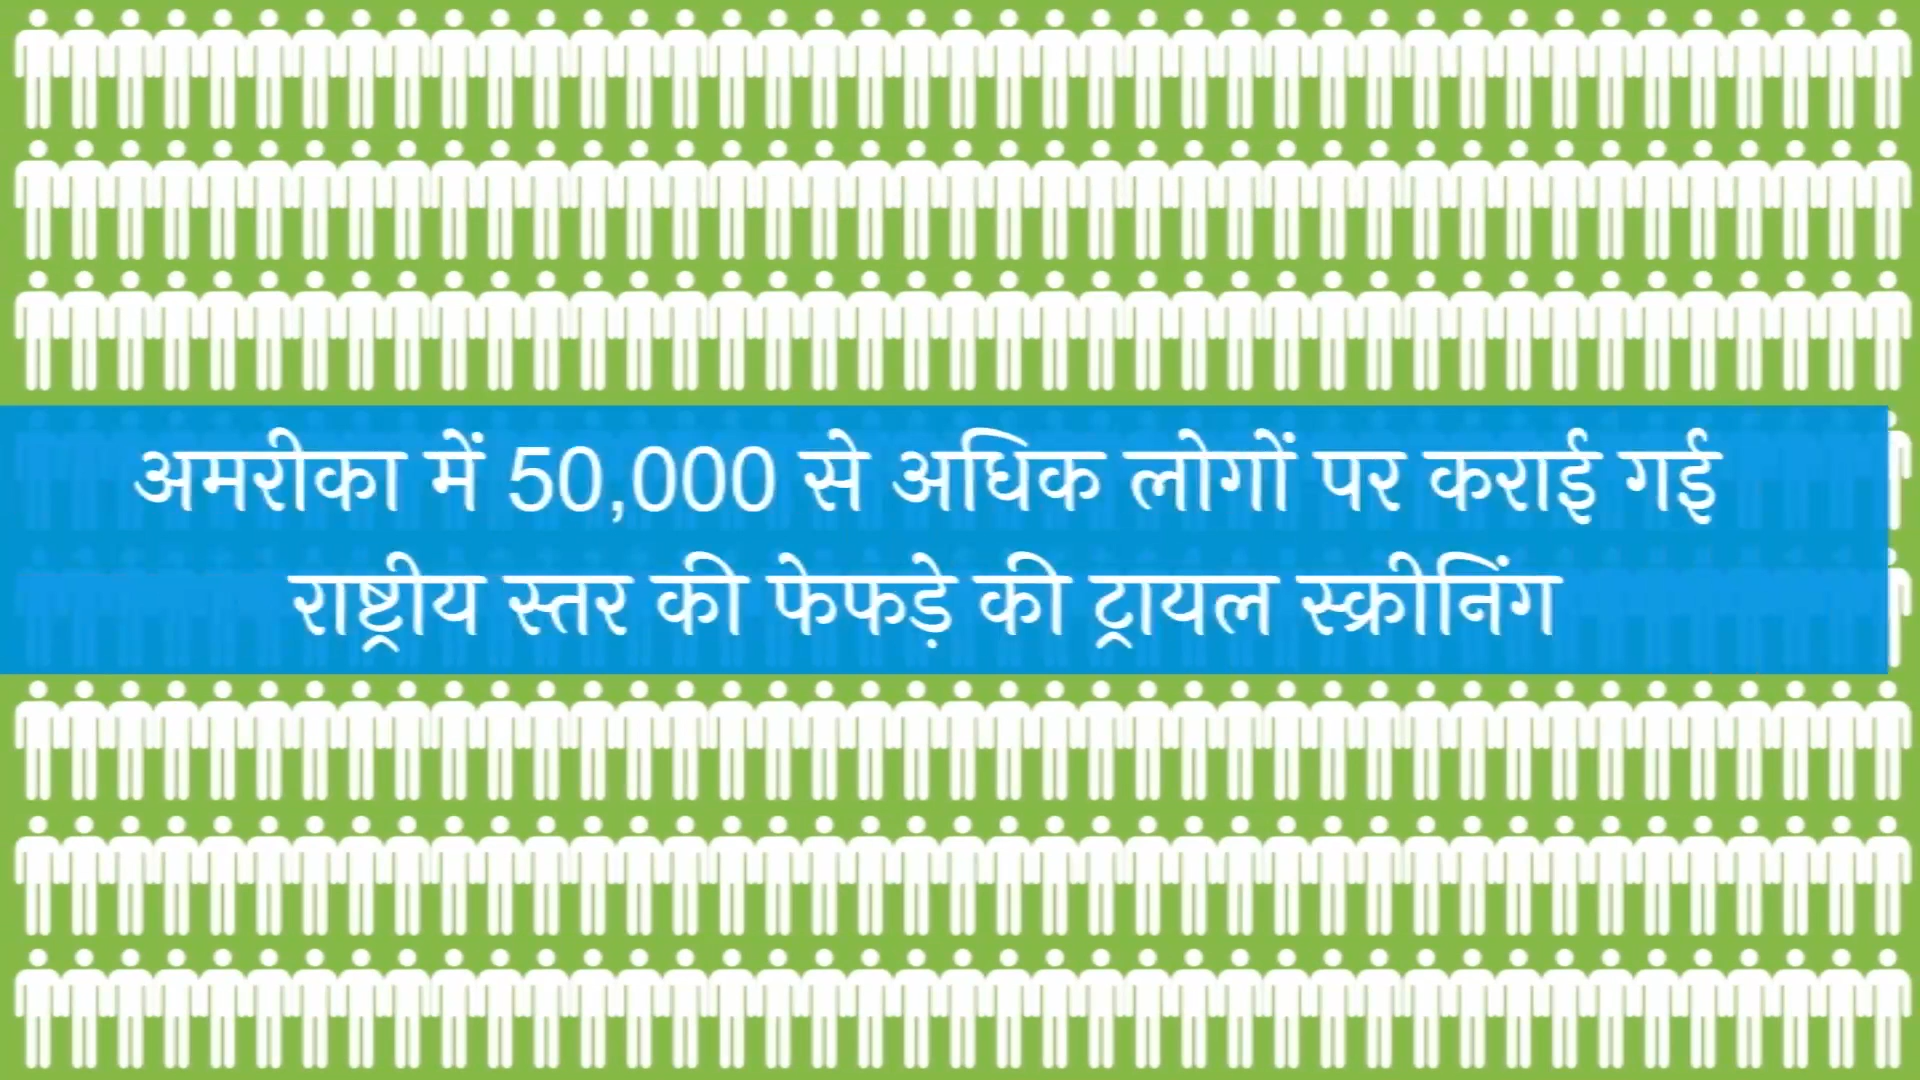 अमरीका में 50,000 से अधिक लोगों पर कराई गई
राष्ट्रीय स्तर की फेफड़े की ट्रायल स्क्रीनिंग